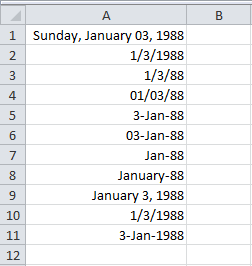 A B
1 Sunday, January 03, 1988
2 1/3/1988
3 1/3/88
4 01/03/88
5 3-Jan-88
6 03-Jan-88
7 Jan-88
8 January-88
9 January 3, 1988
10 1/3/1988
11 3-Jan-1988
12